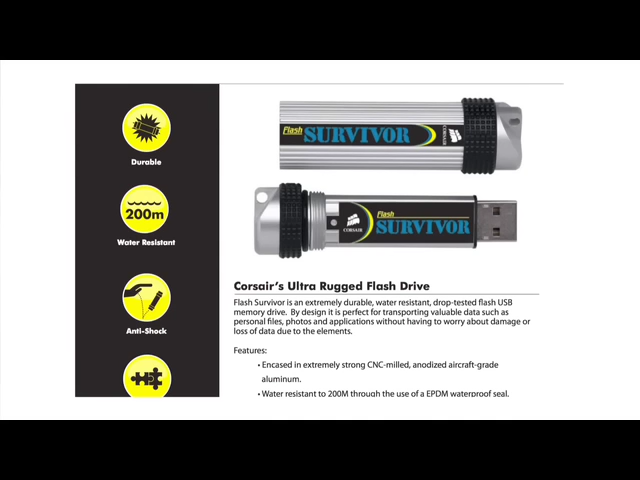 Flash SURVIVOR CORSAIR
CORSAIR Flash SURVIVOR
Durable
200m
Water Resistant
Anti-Shock
Corsair's Ultra Rugged Flash Drive
Flash Survivor is an extremely durable, water resistant, drop-tested flash USB
memory drive. By design it is perfect for transporting valuable data such as
personal files, photos and applications without having to worry about damage or
loss of data due to the elements.
Features:
• Encased in extremely strong CNC-milled, anodized aircraft-grade
aluminum.
• Water resistant to 200M through the use of a EPDM waterproof seal.